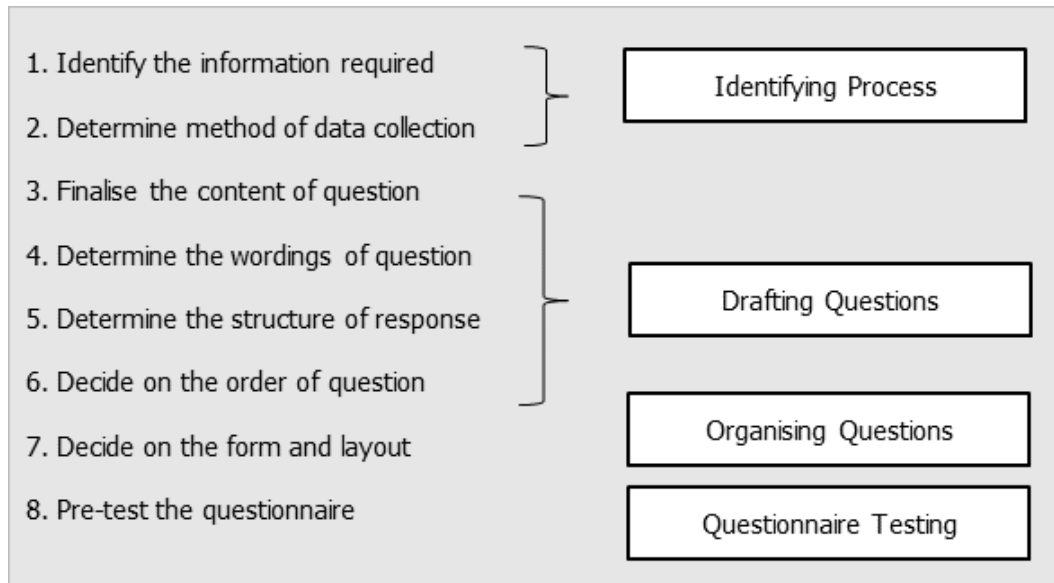 1. Identify the information required
Identifying Process
2. Determine method of data collection
3. Finalise the content of question
4. Determine the wordings of question
Drafting Questions
5. Determine the structure of response
6. Decide on the order of question
Organising Questions
7. Decide on the form and layout
8. Pre-test the questionnaire
Questionnaire Testing